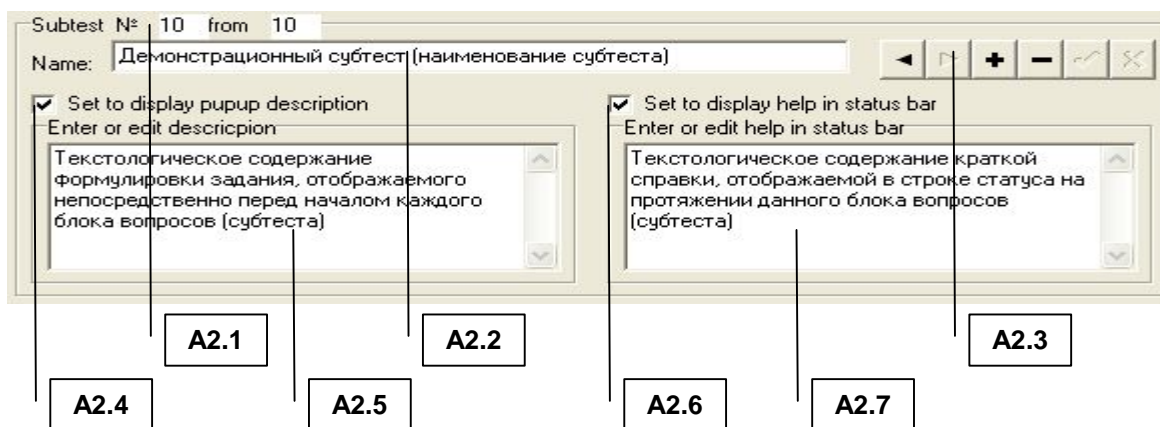 Subtest № 10 from 10
Name: Демонстрационный субтест (наименование субтеста)
Set to display pupup description
Set to display help in status bar
Enter or edit descricpion
Enter or edit help in status bar
Текстологическое содержание
формулировки задания, отображаемого
непосредственно перед началом каждого
блока вопросов (субтеста)
Текстологическое содержание краткой
справки, отображаемой в строке статуса на
протяжении данного блока вопросов
(субтеста)
A2.1 A2.2 A2.3
A2.4 A2.5 A2.6 A2.7